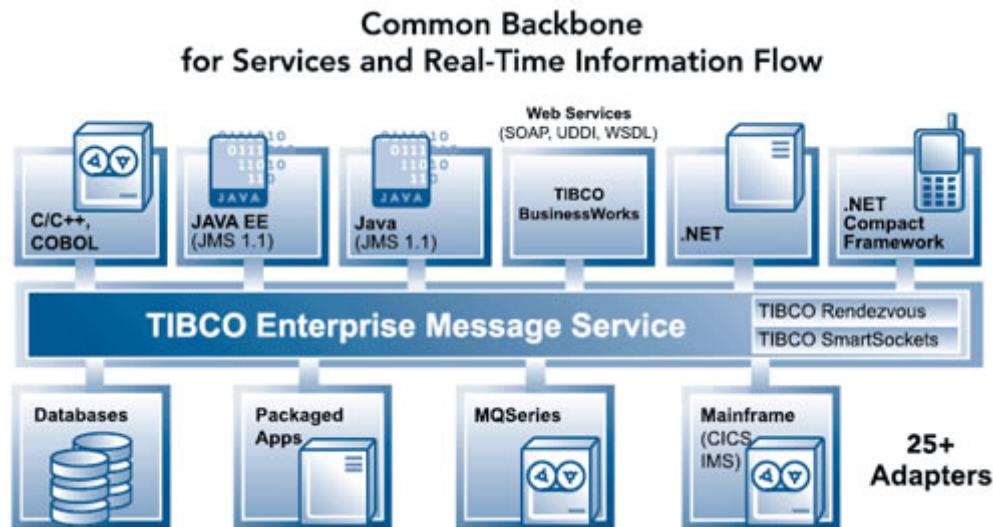 Common Backbone
for Services and Real-Time Information Flow
Web Services
(SOAP, UDDI, WSDL)
C/C++,
COBOL
JAVA
JAVA EE
(JMS 1.1)
JAVA
Java
(JMS 1.1)
TIBCO
BusinessWorks
.NET
.NET
Compact
Framework
TIBCO Enterprise Message Service
TIBCO Rendezvous
TIBCO SmartSockets
Databases
Packaged
Apps
MQSeries
Mainframe
(CICS
IMS)
25+
Adapters